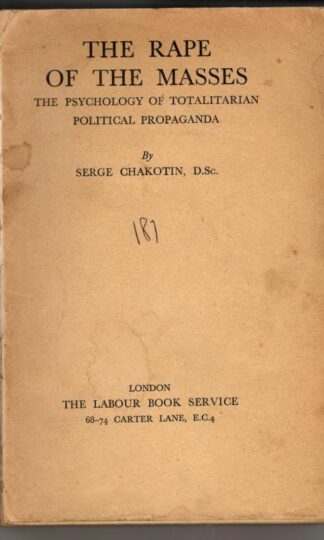 THE RAPE
OF THE MASSES
THE PSYCHOLOGY OF TOTALITARIAN
POLITICAL PROPAGANDA
By
SERGE CHAKOTIN, D.Sc.
187
LONDON
THE LABOUR BOOK SERVICE
68-74 CARTER LANE, E.C.4